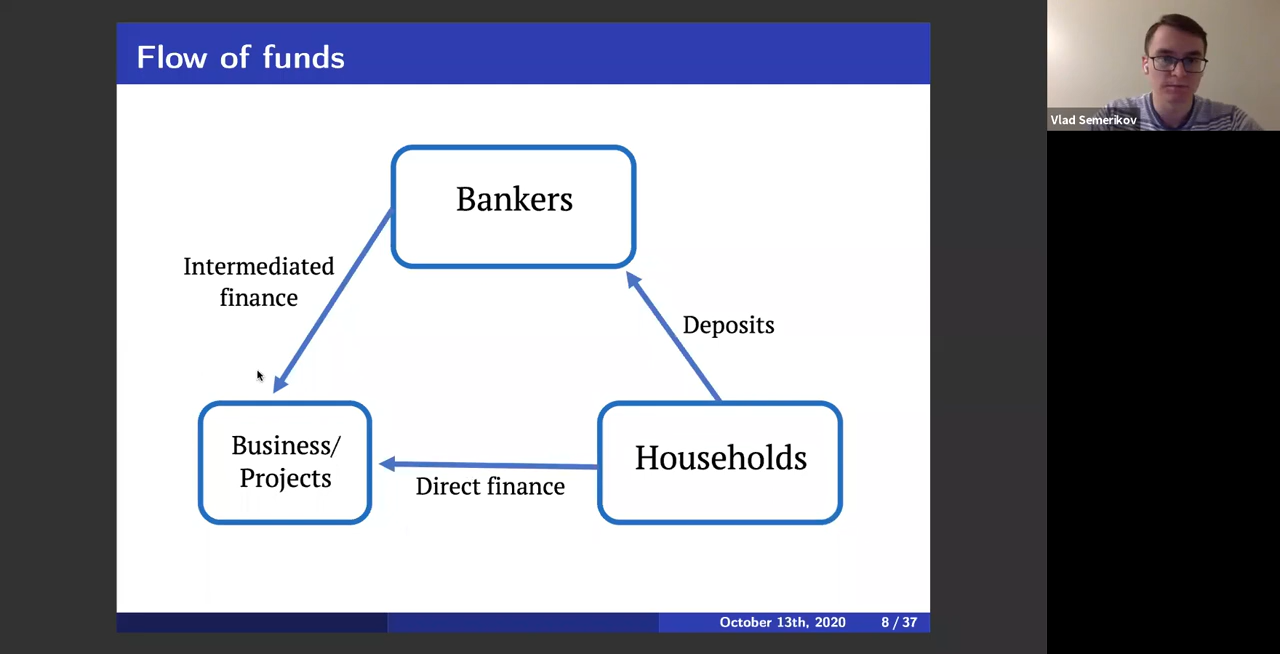 Flow of funds
Vlad Semerikov
Bankers
Intermediated
finance
Deposits
Business/
Projects
Households
Direct finance
October 13th, 2020 8 / 37